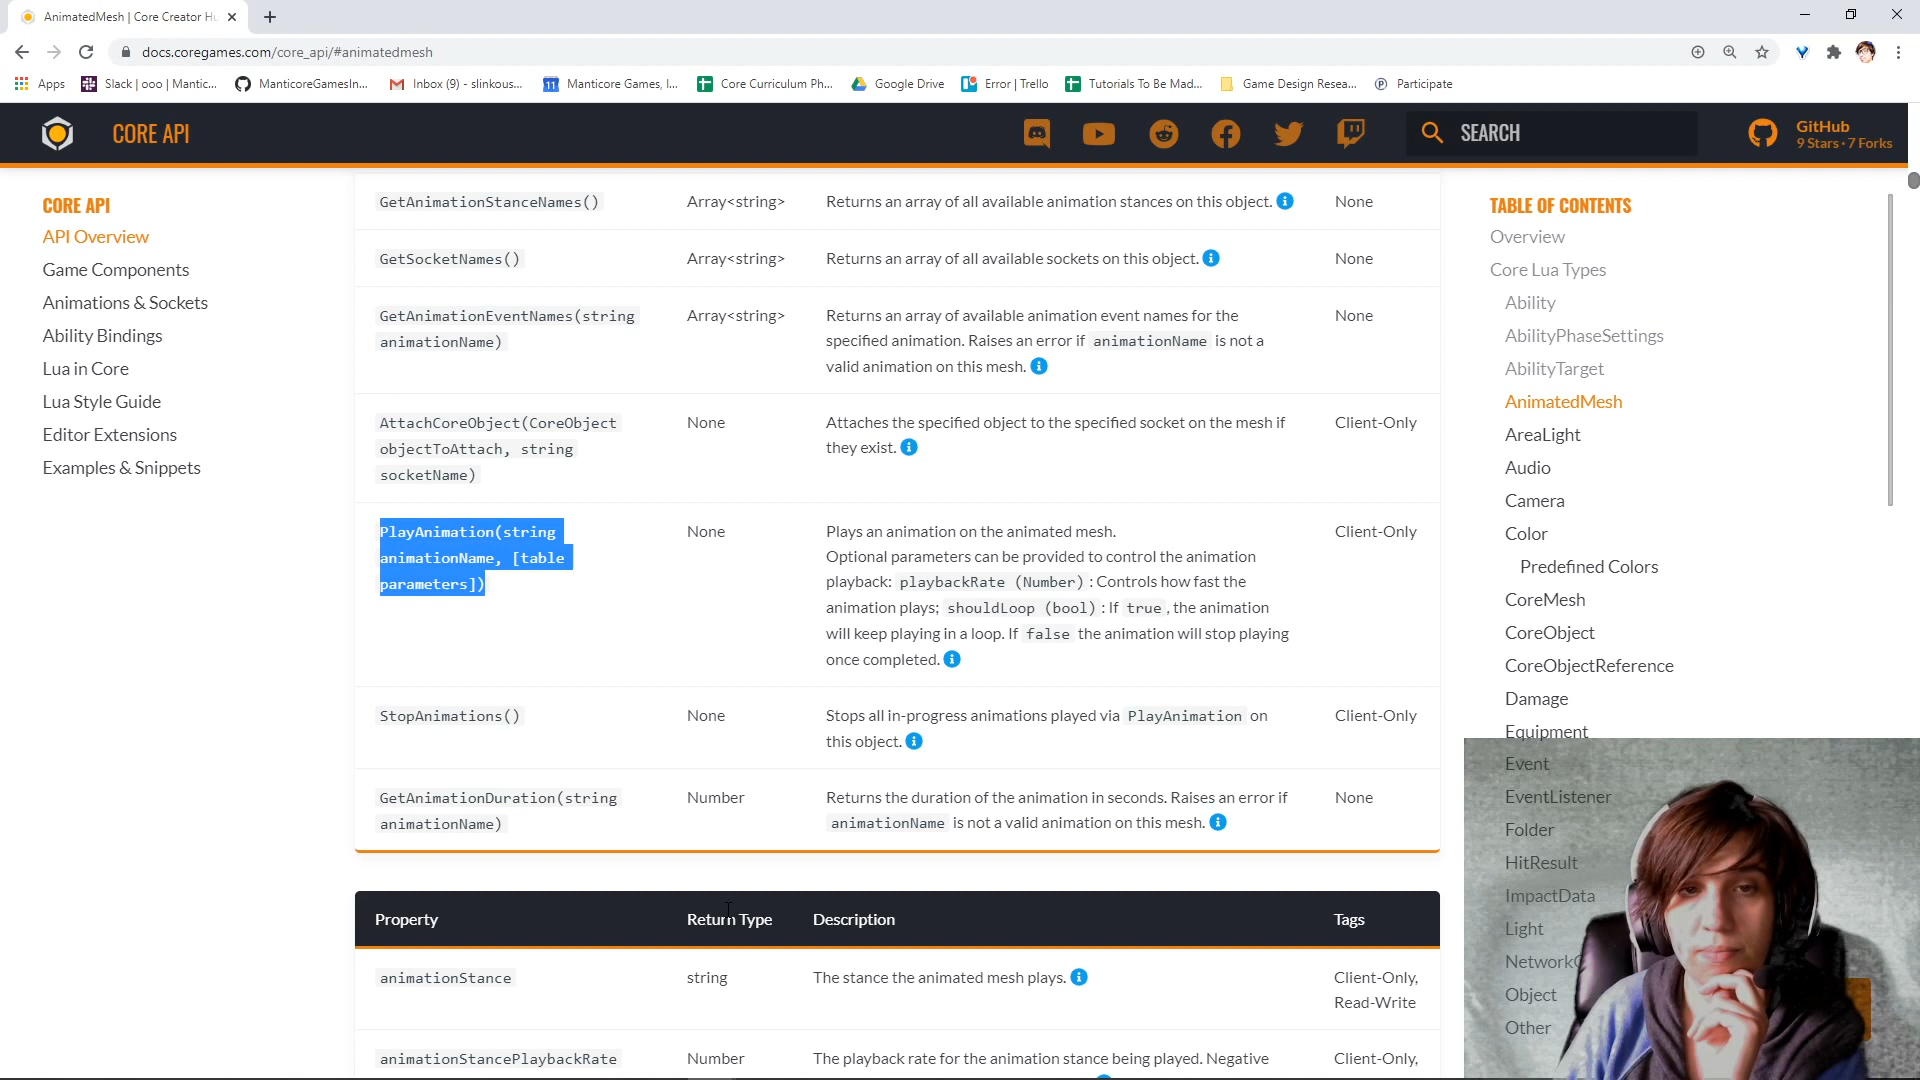 AnimatedMesh | Core Creator Hu
docs.coregames.com/core_api/#animatedmesh
Apps
Slack | ooo | Mantic...
ManticoreGamesIn...
Inbox (9) - slinkous...
Manticore Games, I...
Core Curriculum Ph...
Google Drive
Error | Trello
Tutorials To Be Mad...
Game Design Resea...
Participate
CORE API
SEARCH
GitHub
9 Stars · 7 Forks
CORE API
API Overview
Game Components
Animations & Sockets
Ability Bindings
Lua in Core
Lua Style Guide
Editor Extensions
Examples & Snippets
GetAnimationStanceNames()
Array<string>
Returns an array of all available animation stances on this object.
None
GetSocketNames()
Array<string>
Returns an array of all available sockets on this object.
None
GetAnimationEventNames(string
animationName)
Array<string>
Returns an array of available animation event names for the
specified animation. Raises an error if animationName is not a
valid animation on this mesh.
None
AttachCoreObject(CoreObject
objectToAttach, string
socketName)
None
Attaches the specified object to the specified socket on the mesh if
they exist.
Client-Only
PlayAnimation(string
animationName, [table
parameters])
None
Plays an animation on the animated mesh.
Optional parameters can be provided to control the animation
playback: playbackRate (Number) : Controls how fast the
animation plays; shouldLoop (bool) : If true , the animation
will keep playing in a loop. If false the animation will stop playing
once completed.
Client-Only
StopAnimations()
None
Stops all in-progress animations played via PlayAnimation on
this object.
Client-Only
GetAnimationDuration(string
animationName)
Number
Returns the duration of the animation in seconds. Raises an error if
animationName is not a valid animation on this mesh.
None
Property
Return Type
Description
Tags
animationStance
string
The stance the animated mesh plays.
Client-Only,
Read-Write
animationStancePlaybackRate
Number
The playback rate for the animation stance being played. Negative
Client-Only,
TABLE OF CONTENTS
Overview
Core Lua Types
Ability
AbilityPhaseSettings
AbilityTarget
AnimatedMesh
AreaLight
Audio
Camera
Color
Predefined Colors
CoreMesh
CoreObject
CoreObjectReference
Damage
Equipment
Event
EventListener
Folder
HitResult
ImpactData
Light
Object
Other